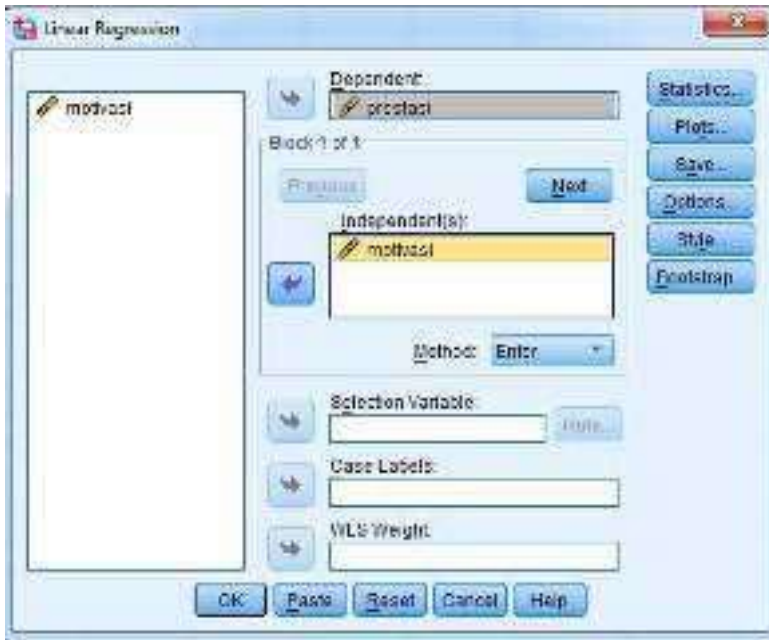 Linear Regression
motivasi
Dependent:
prestasi
Block 1 of 1
Previous
Next
Independent(s):
motivasi
Method:
Enter
Selection Variable:
Rule...
Case Labels:
WLS Weight:
Statistics...
Plots...
Save...
Options...
Style...
Bootstrap...
OK
Paste
Reset
Cancel
Help